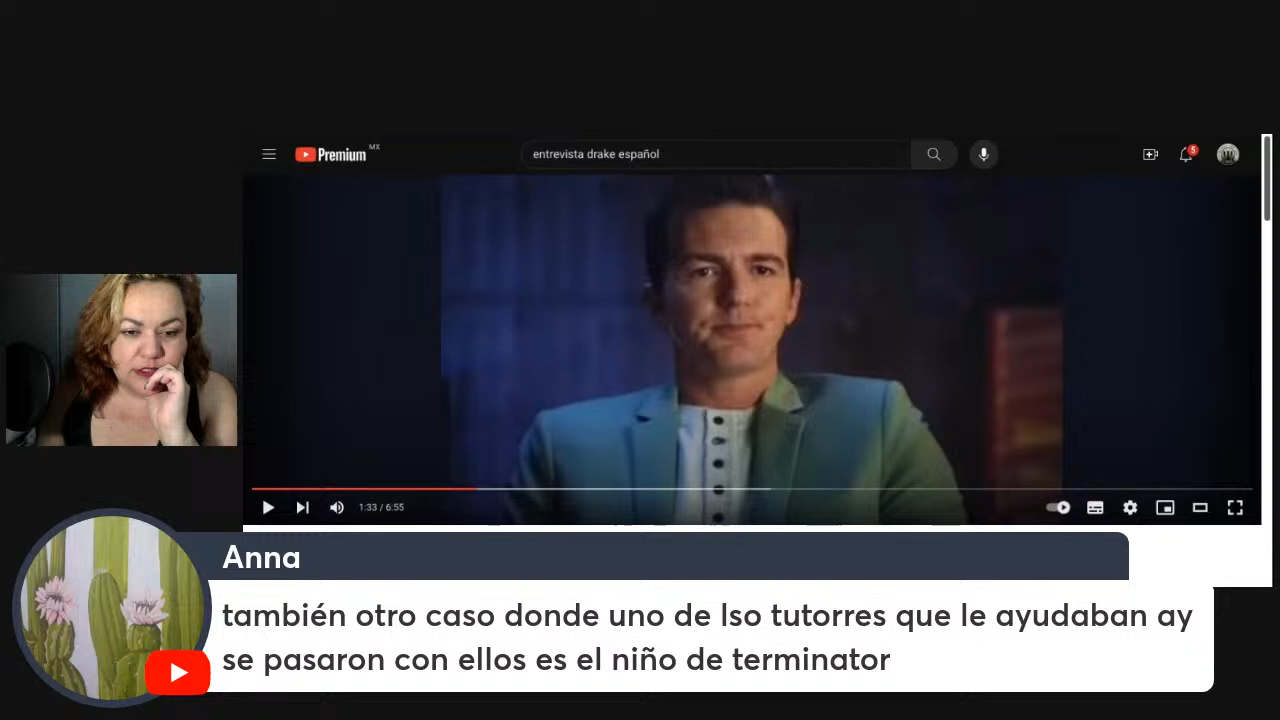 Premium MX
entrevista drake español
5
1:33 / 6:55
Anna
también otro caso donde uno de lso tutorres que le ayudaban ay
se pasaron con ellos es el niño de terminator